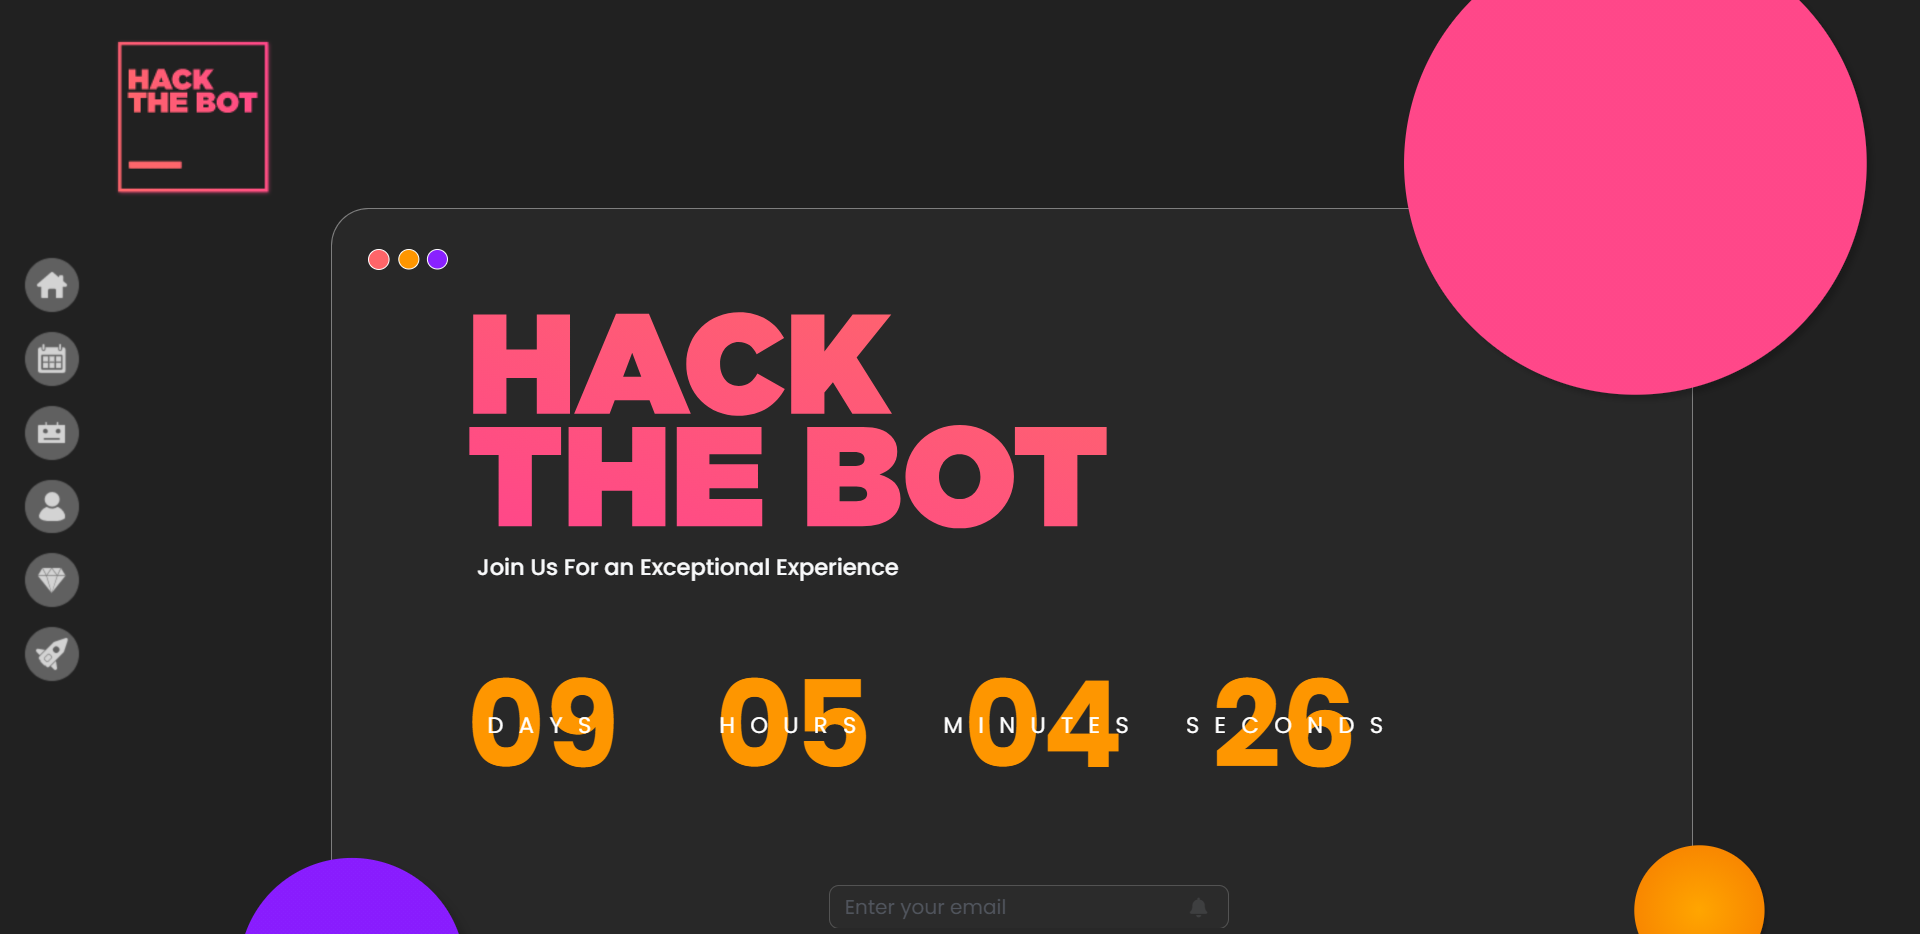 HACK
THE BOT
HACK
THE BOT
Join Us For an Exceptional Experience
09 05 04 26
DAYS HOURS MINUTES SECONDS
Enter your email